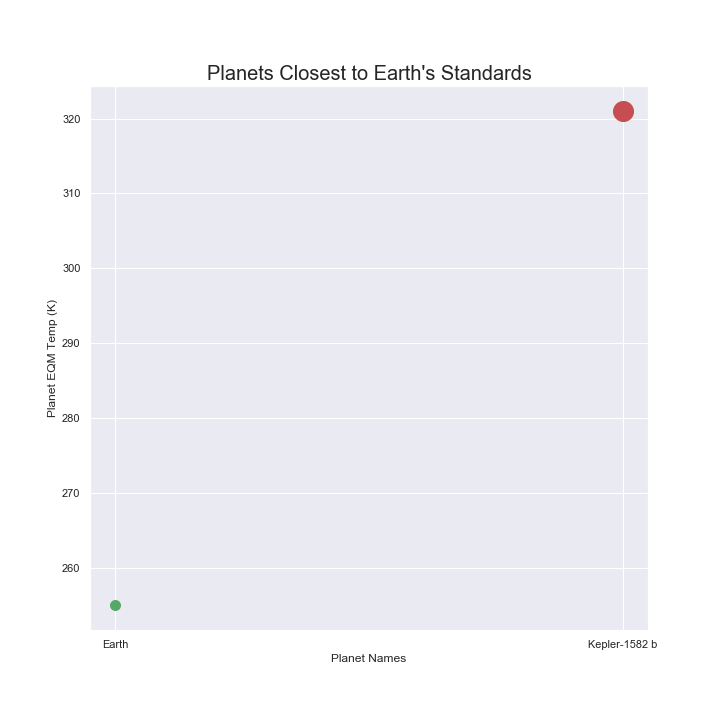 Planets Closest to Earth's Standards
320
310
300
290
280
270
260
Planet EQM Temp (K)
Earth
Kepler-1582 b
Planet Names